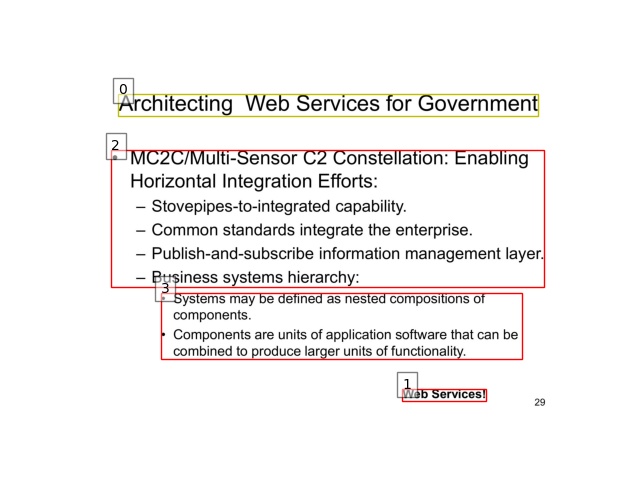 0
Architecting  Web Services for Government
2
• MC2C/Multi-Sensor C2 Constellation: Enabling
Horizontal Integration Efforts:
– Stovepipes-to-integrated capability.
– Common standards integrate the enterprise.
– Publish-and-subscribe information management layer.
– Business systems hierarchy:
3
• Systems may be defined as nested compositions of
components.
• Components are units of application software that can be
combined to produce larger units of functionality.
1
Web Services!
29